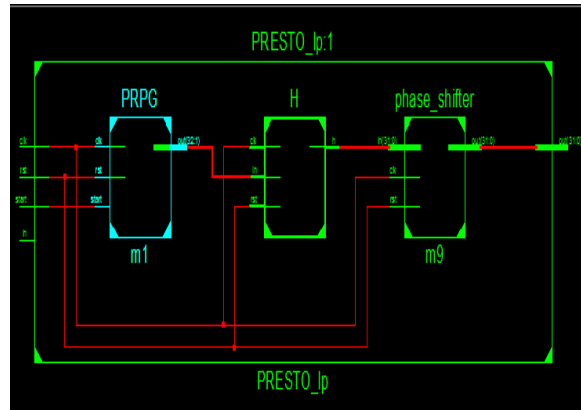 PRESTO_lp:1
PRPG H phase_shifter
clk clk out(32:1) clk h in(31:0) out(31:0) out(31:0)
rst rst in clk
start start rst rst
h
m1 m9
PRESTO_lp